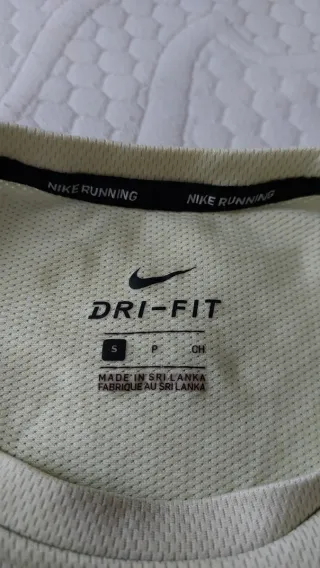 NIKE RUNNING NIKE RUNNING
DRI-FIT
S P CH
MADE IN SRI LANKA
FABRIQUE AU SRI LANKA